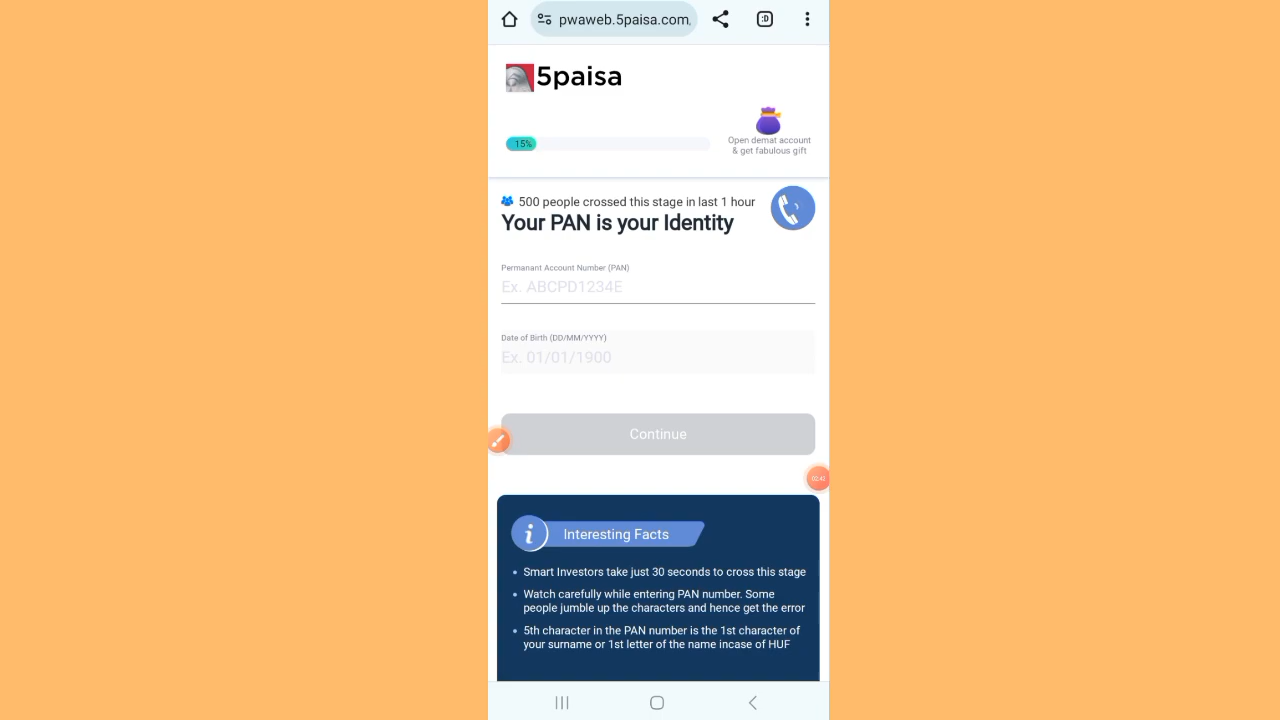 pwaweb.5paisa.com
:D
5paisa
15%
Open demat account
& get fabulous gift
500 people crossed this stage in last 1 hour
Your PAN is your Identity
Permanant Account Number (PAN)
Ex. ABCPD1234E
Date of Birth (DD/MM/YYYY)
Ex. 01/01/1900
Continue
02:42
i Interesting Facts
• Smart Investors take just 30 seconds to cross this stage
• Watch carefully while entering PAN number. Some
people jumble up the characters and hence get the error
• 5th character in the PAN number is the 1st character of
your surname or 1st letter of the name incase of HUF